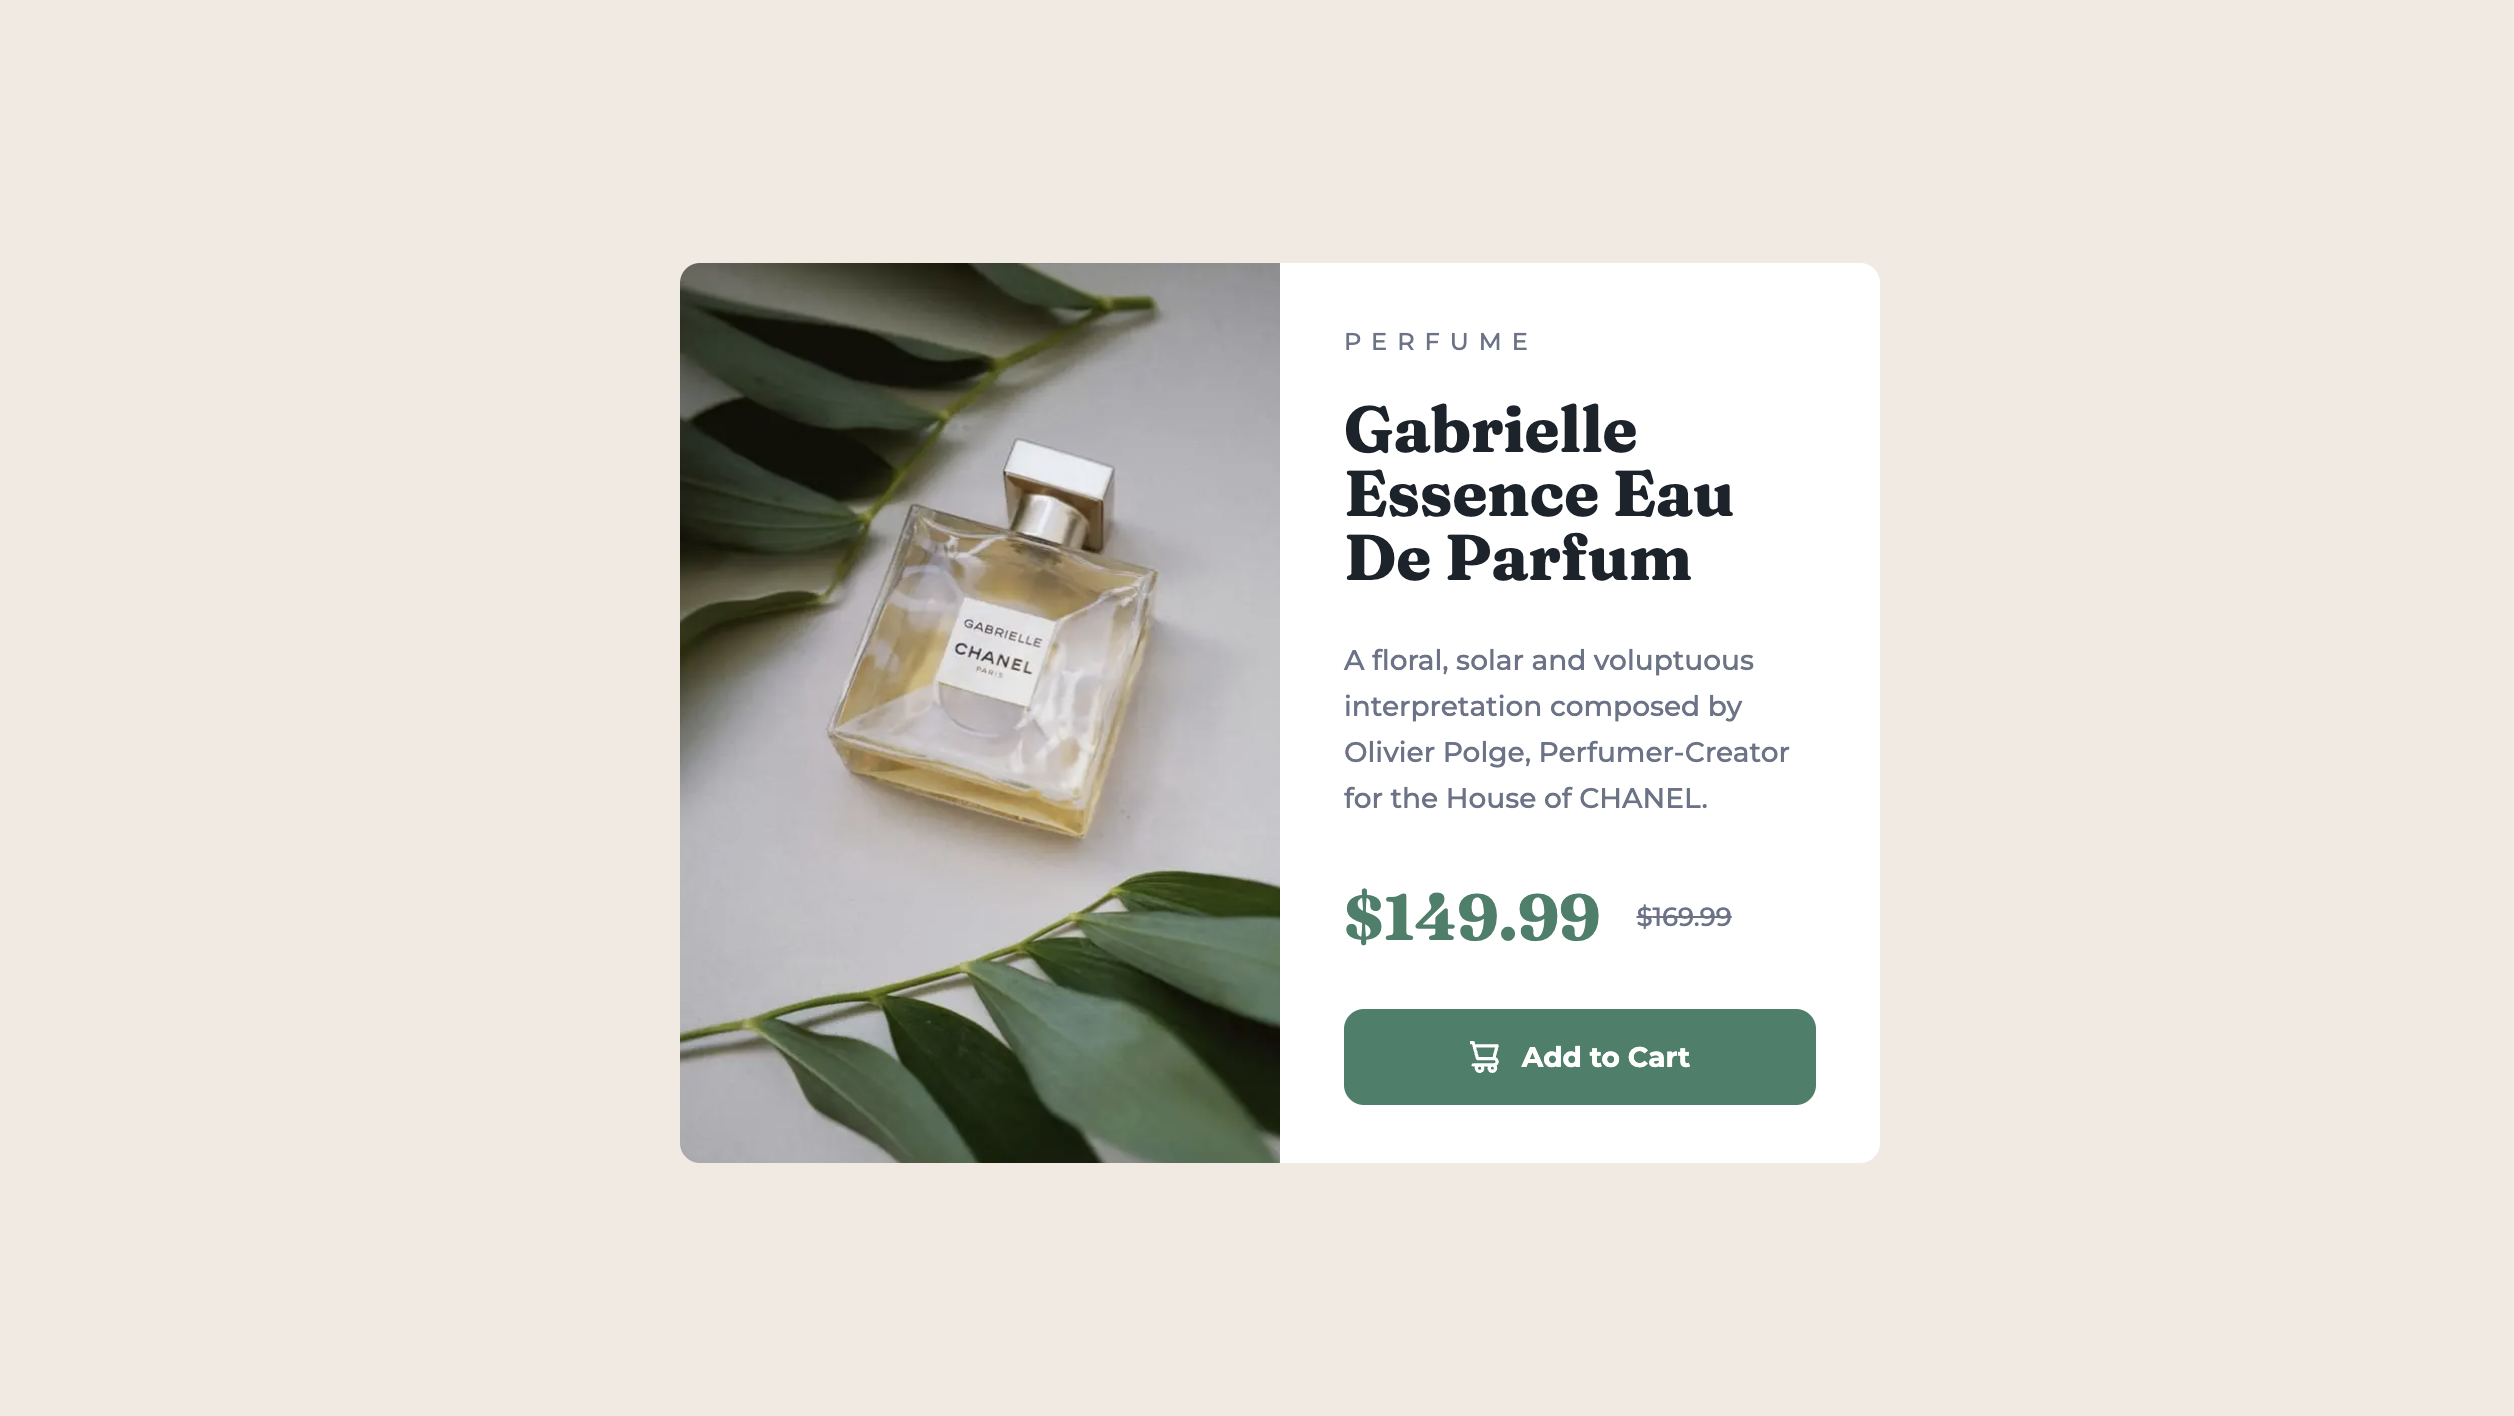 GABRIELLE
CHANEL
PARIS
PERFUME
Gabrielle
Essence Eau
De Parfum
A floral, solar and voluptuous
interpretation composed by
Olivier Polge, Perfumer-Creator
for the House of CHANEL.
$149.99 $169.99
Add to Cart